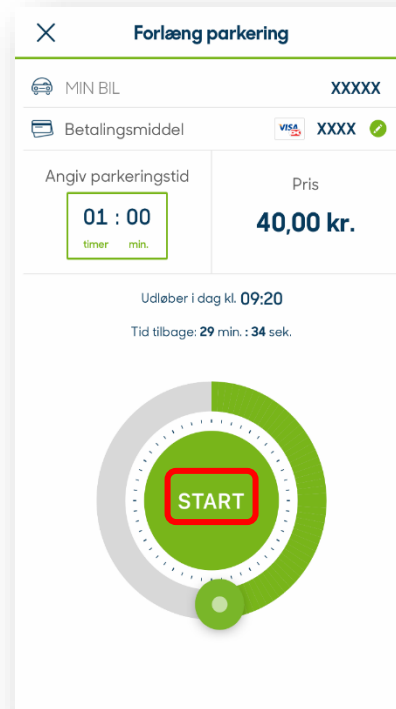 Forlæng parkering
MIN BIL XXXXX
Betalingsmiddel VISA XXXX
Angiv parkeringstid
01 : 00
timer min.
Pris
40,00 kr.
Udløber i dag kl. 09:20
Tid tilbage: 29 min. : 34 sek.
START